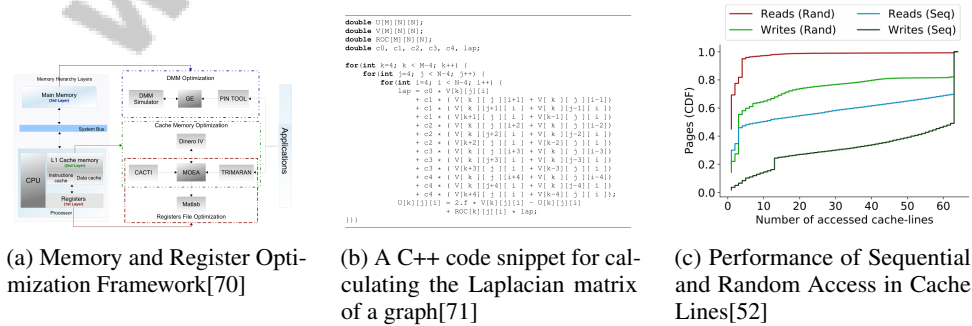 Memory Hierarchy Layers
Main Memory
(3rd Layer)
System Bus
CPU
L1 Cache memory
(2nd Layer)
Instructions cache
Data cache
Registers
(1st Layer)
Processor
DMM Optimization
DMM Simulator
GE
PIN TOOL
Cache Memory Optimization
Dinero IV
CACTI
MOEA
TRIMARAN
Matlab
Registers File Optimization
Applications
(a) Memory and Register Opti-
mization Framework[70]
double U[M][N][N];
double V[M][N][N];
double ROC[M][N][N];
double c0, c1, c2, c3, c4, lap;
for(int k=4; k < M-4; k++) {
for(int j=4; j < N-4; j++) {
for(int i=4; i < N-4; i++) {
lap = c0 * V[k][j][i]
+ c1 * ( V[ k ][ j ][i+1] + V[ k ][ j ][i-1])
+ c1 * ( V[ k ][j+1][ i ] + V[ k ][j-1][ i ])
+ c1 * ( V[k+1][ j ][ i ] + V[k-1][ j ][ i ])
+ c2 * ( V[ k ][ j ][i+2] + V[ k ][ j ][i-2])
+ c2 * ( V[ k ][j+2][ i ] + V[ k ][j-2][ i ])
+ c2 * ( V[k+2][ j ][ i ] + V[k-2][ j ][ i ])
+ c3 * ( V[ k ][ j ][i+3] + V[ k ][ j ][i-3])
+ c3 * ( V[ k ][j+3][ i ] + V[ k ][j-3][ i ])
+ c3 * ( V[k+3][ j ][ i ] + V[k-3][ j ][ i ])
+ c4 * ( V[ k ][ j ][i+4] + V[ k ][ j ][i-4])
+ c4 * ( V[ k ][j+4][ i ] + V[ k ][j-4][ i ])
+ c4 * ( V[k+4][ j ][ i ] + V[k-4][ j ][ i ]);
U[k][j][i] = 2.f * V[k][j][i] - U[k][j][i]
+ ROC[k][j][i] * lap;
}}}
(b) A C++ code snippet for cal-
culating the Laplacian matrix
of a graph[71]
Reads (Rand)
Writes (Rand)
Reads (Seq)
Writes (Seq)
Pages (CDF)
1.0
0.8
0.6
0.4
0.2
0.0
0 10 20 30 40 50 60
Number of accessed cache-lines
(c) Performance of Sequential
and Random Access in Cache
Lines[52]